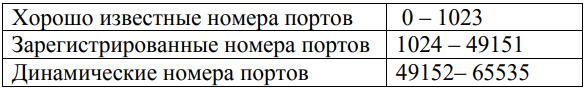 Хорошо известные номера портов 0 – 1023
Зарегистрированные номера портов 1024 – 49151
Динамические номера портов 49152– 65535